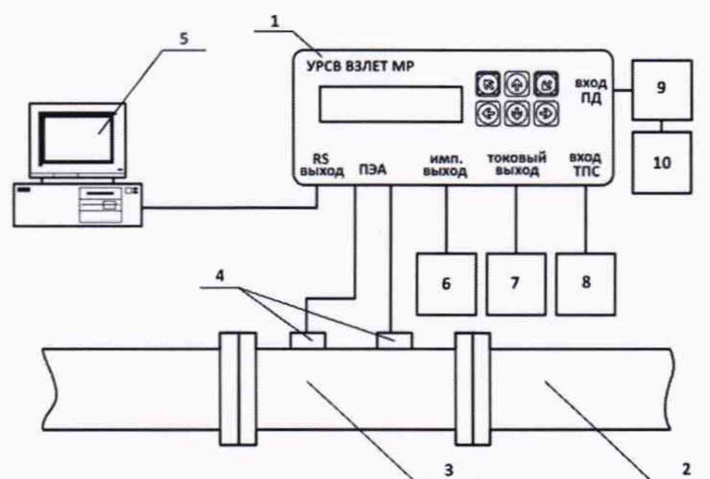 1
5
УРСВ ВЗЛЕТ МР
вход
ПД
9
10
RS
выход
ПЭА
имп.
выход
токовый
выход
вход
ТПС
4
6
7
8
3
2